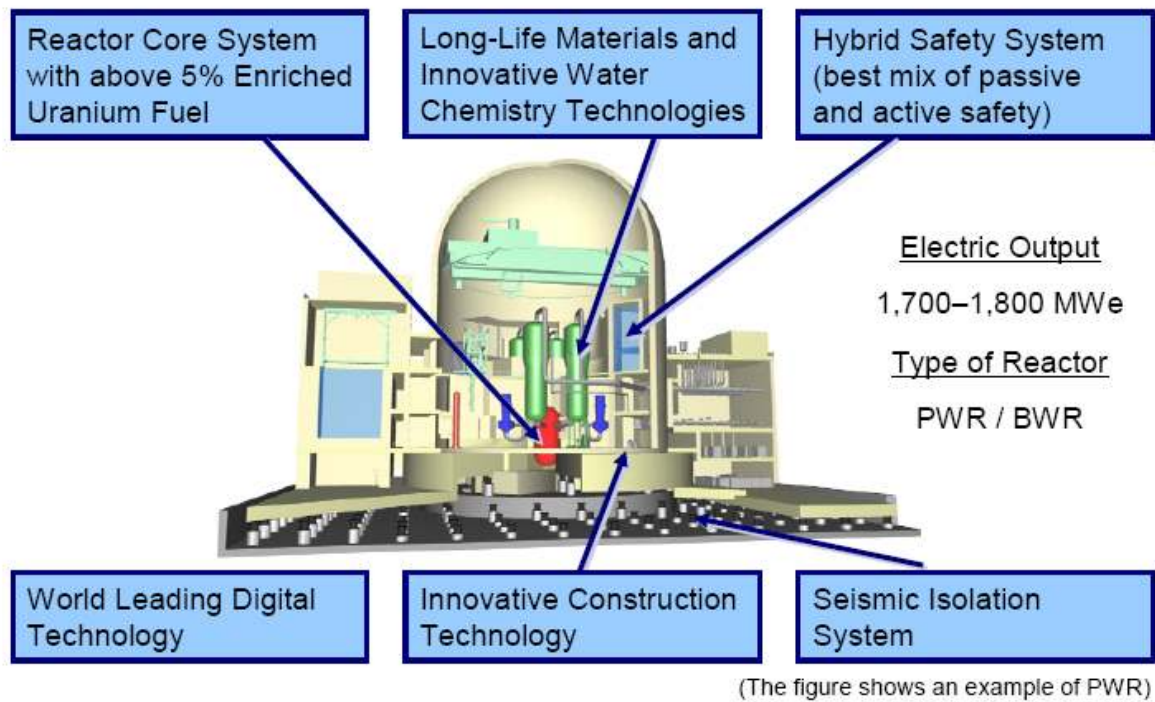 Reactor Core System
with above 5% Enriched
Uranium Fuel
Long-Life Materials and
Innovative Water
Chemistry Technologies
Hybrid Safety System
(best mix of passive
and active safety)
Electric Output
1,700–1,800 MWe
Type of Reactor
PWR / BWR
World Leading Digital
Technology
Innovative Construction
Technology
Seismic Isolation
System
(The figure shows an example of PWR)